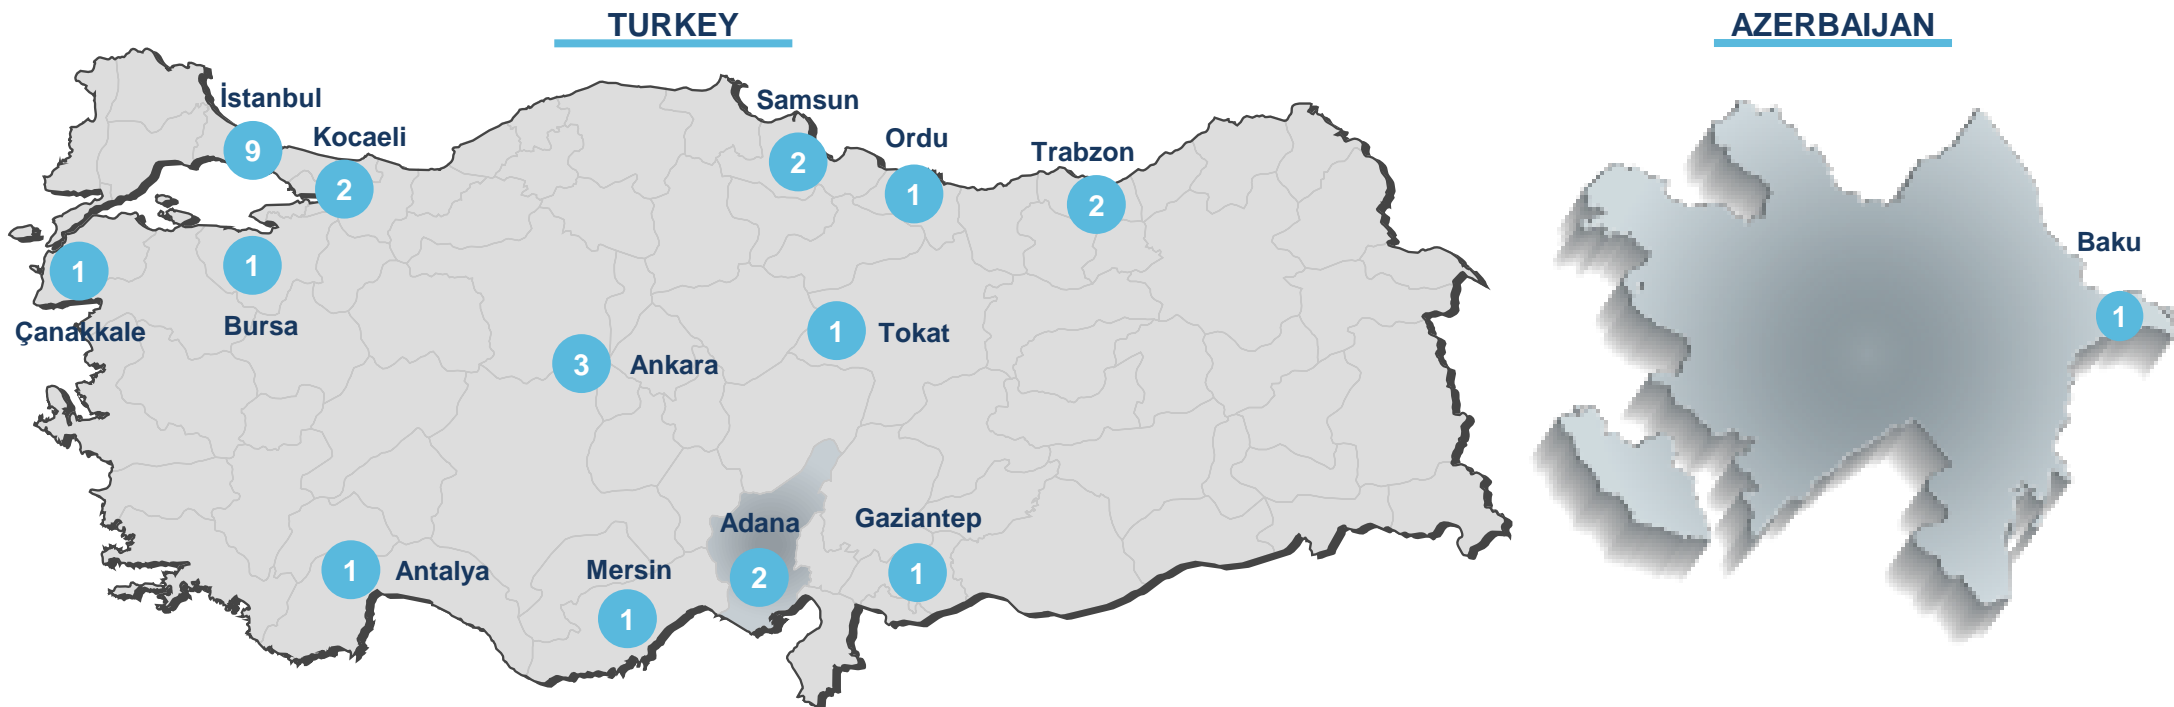 TURKEY
AZERBAIJAN
İstanbul
9
Kocaeli
2
Samsun
2
Ordu
1
Trabzon
2
1
Çanakkale
1
Bursa
3
Ankara
1
Tokat
1
Antalya
Mersin
1
Adana
2
Gaziantep
1
Baku
1